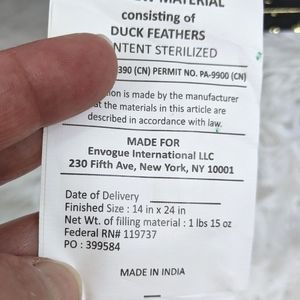 MATERIAL
consisting of
DUCK FEATHERS
NTENT STERILIZED
390 (CN) PERMIT NO. PA-9900 (CN)
ion is made by the manufacturer
at the materials in this article are
described in accordance with law.
MADE FOR
Envogue International LLC
230 Fifth Ave, New York, NY 10001
Date of Delivery
Finished Size : 14 in x 24 in
Net Wt. of filling material : 1 lbs 15 oz
Federal RN# 119737
PO : 399584
MADE IN INDIA